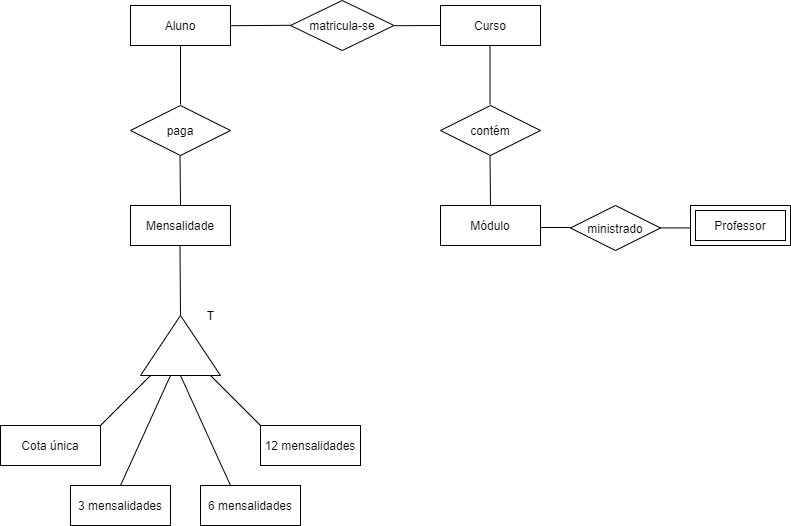 Aluno
matricula-se
Curso
paga
contém
Mensalidade
Módulo
ministrado
Professor
T
Cota única
12 mensalidades
3 mensalidades
6 mensalidades